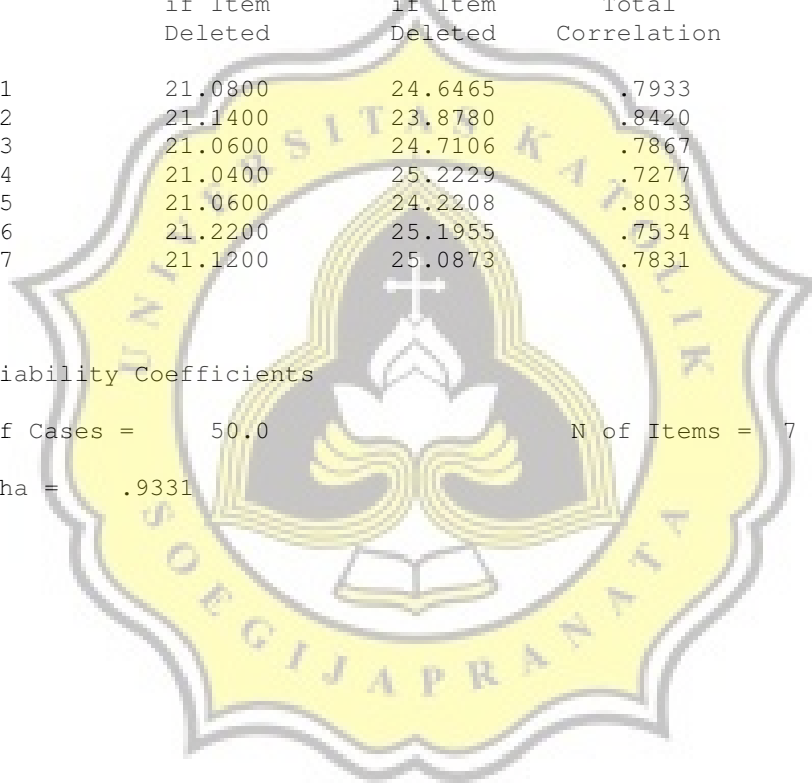 if Item if Item Total
Deleted Deleted Correlation
1 21.0800 24.6465 .7933
2 21.1400 23.8780 .8420
3 21.0600 24.7106 .7867
4 21.0400 25.2229 .7277
5 21.0600 24.2208 .8033
6 21.2200 25.1955 .7534
7 21.1200 25.0873 .7831
iability Coefficients
f Cases = 50.0 N of Items = 7
ha = .9331
UNIVERSITAS KATOLIK
SOEGIJAPRANATA